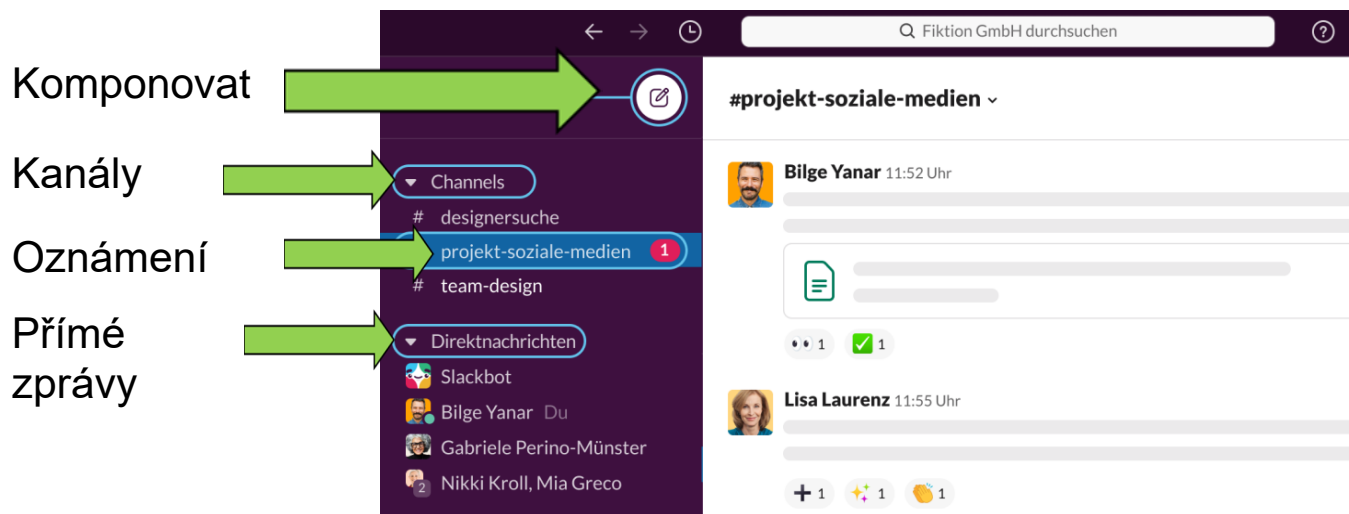 Fiktion GmbH durchsuchen
Komponovat
#projekt-soziale-medien
Kanály
Channels
# designersuche
Oznámení
projekt-soziale-medien 1
# team-design
Přímé
zprávy
Direktnachrichten
Slackbot
Bilge Yanar Du
Gabriele Perino-Münster
2 Nikki Kroll, Mia Greco
Bilge Yanar 11:52 Uhr
👀 1 ✅ 1
Lisa Laurenz 11:55 Uhr
➕ 1 ✨ 1 👏 1